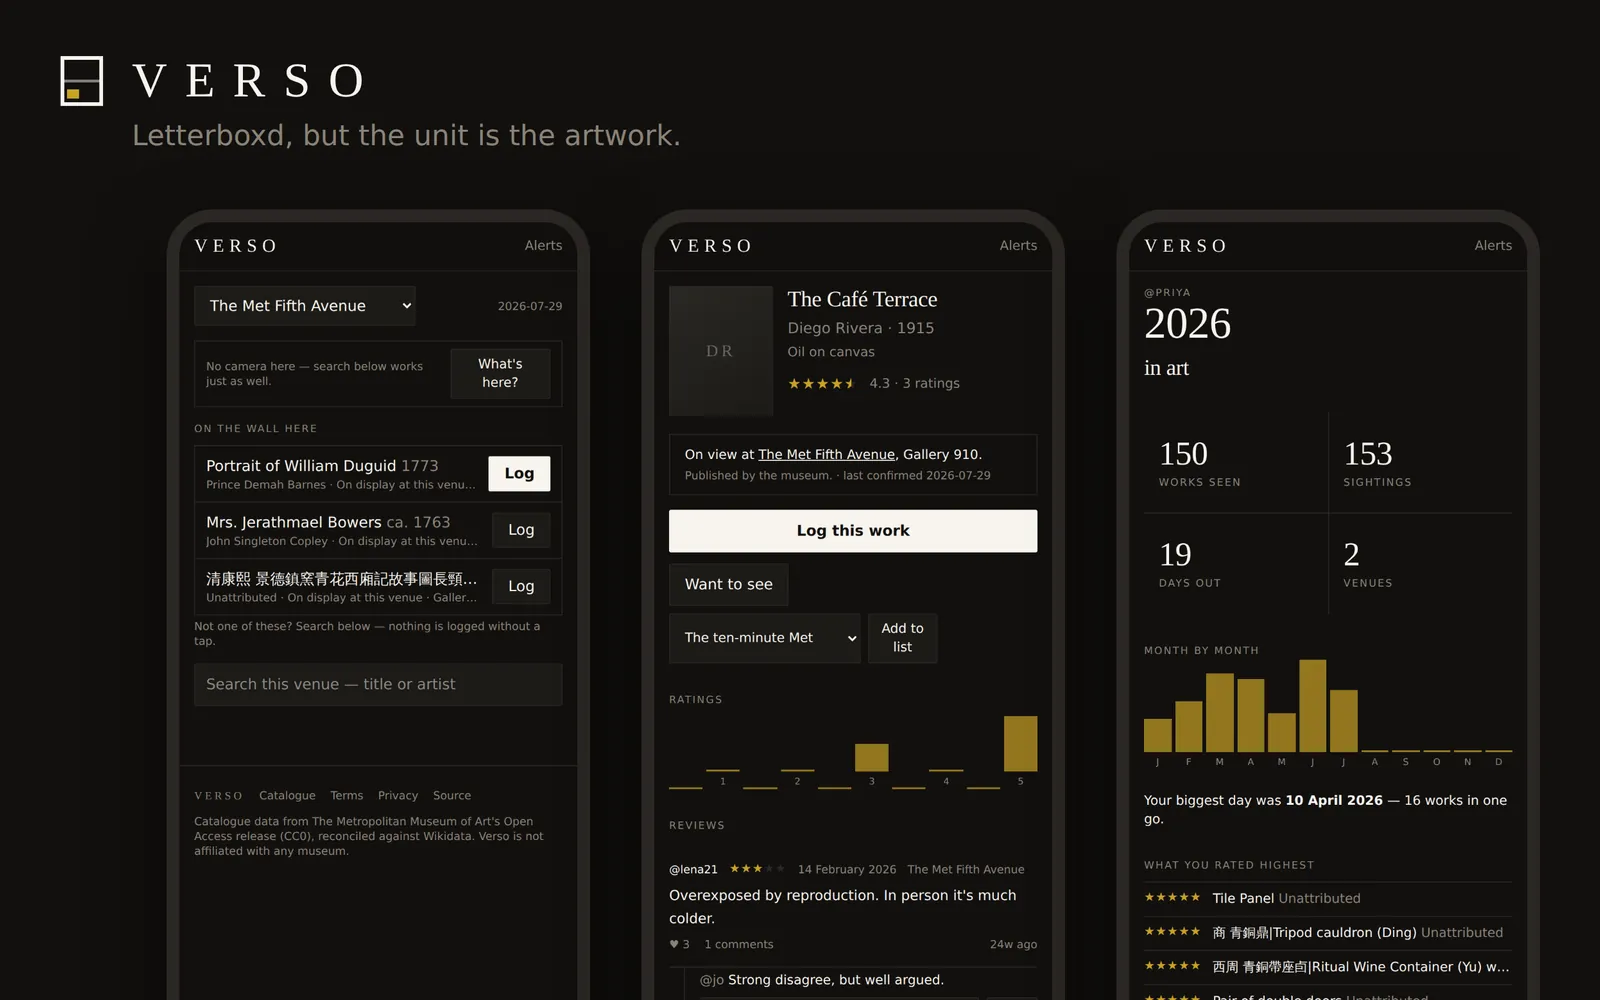 VERSO
Letterboxd, but the unit is the artwork.
VERSO
Alerts
The Met Fifth Avenue
2026-07-29
No camera here — search below works
just as well.
What's
here?
ON THE WALL HERE
Portrait of William Duguid 1773
Prince Demah Barnes · On display at this venu…
Log
Mrs. Jerathmael Bowers ca. 1763
John Singleton Copley · On display at this venu…
Log
清康熙 景德鎮窯青花西廂記故事圖長頸…
Unattributed · On display at this venue · Galler…
Log
Not one of these? Search below — nothing is logged without a
tap.
Search this venue — title or artist
VERSO Catalogue Terms Privacy Source
Catalogue data from The Metropolitan Museum of Art's Open
Access release (CC0), reconciled against Wikidata. Verso is not
affiliated with any museum.
VERSO
Alerts
DR
The Café Terrace
Diego Rivera · 1915
Oil on canvas
★★★★⯨ 4.3 · 3 ratings
On view at The Met Fifth Avenue, Gallery 910.
Published by the museum. · last confirmed 2026-07-29
Log this work
Want to see
The ten-minute Met
Add to
list
RATINGS
1 2 3 4 5
REVIEWS
@lena21 ★★★★★ 14 February 2026 The Met Fifth Avenue
Overexposed by reproduction. In person it's much
colder.
♥ 3 1 comments 24w ago
@jo Strong disagree, but well argued.
VERSO
Alerts
@PRIYA
2026
in art
150
WORKS SEEN
153
SIGHTINGS
19
DAYS OUT
2
VENUES
MONTH BY MONTH
J F M A M J J A S O N D
Your biggest day was 10 April 2026 — 16 works in one
go.
WHAT YOU RATED HIGHEST
★★★★★ Tile Panel Unattributed
★★★★★ 商 青銅鼎|Tripod cauldron (Ding) Unattributed
★★★★★ 西周 青銅帶座卣|Ritual Wine Container (Yu) w…
★★★★★ Pair of double doors Unattributed